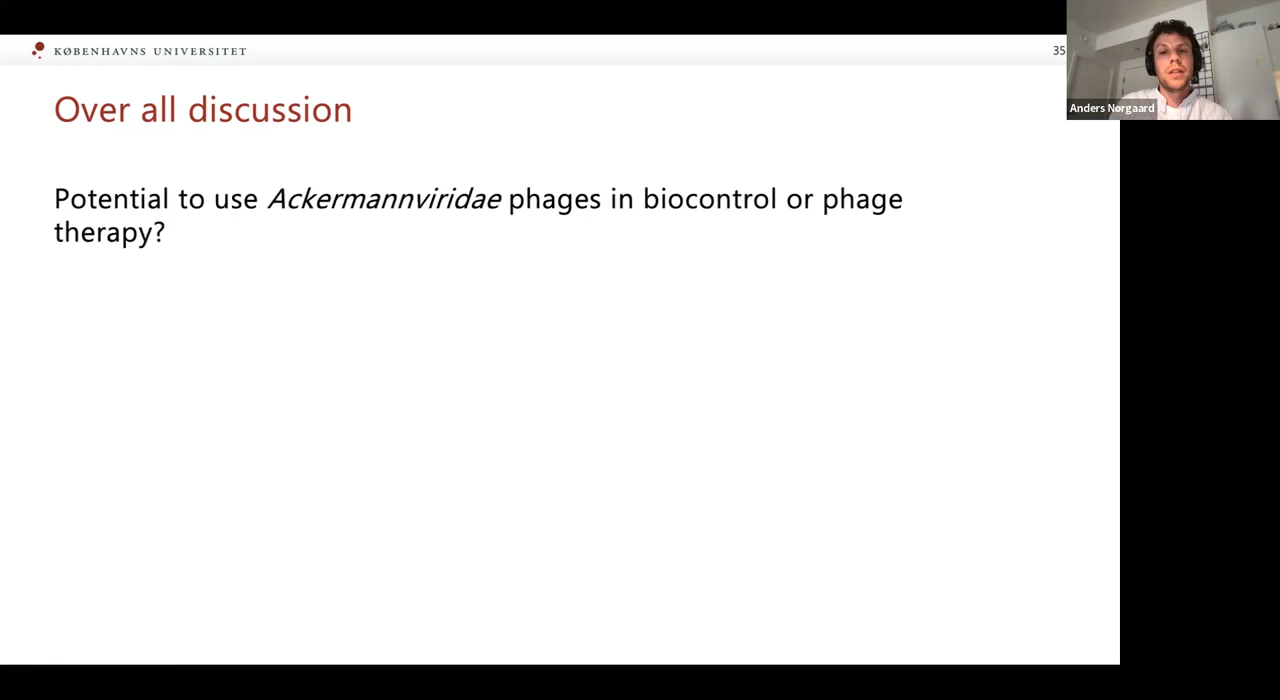 KØBENHAVNS UNIVERSITET
35
Anders Nørgaard
Over all discussion
Potential to use Ackermannviridae phages in biocontrol or phage
therapy?